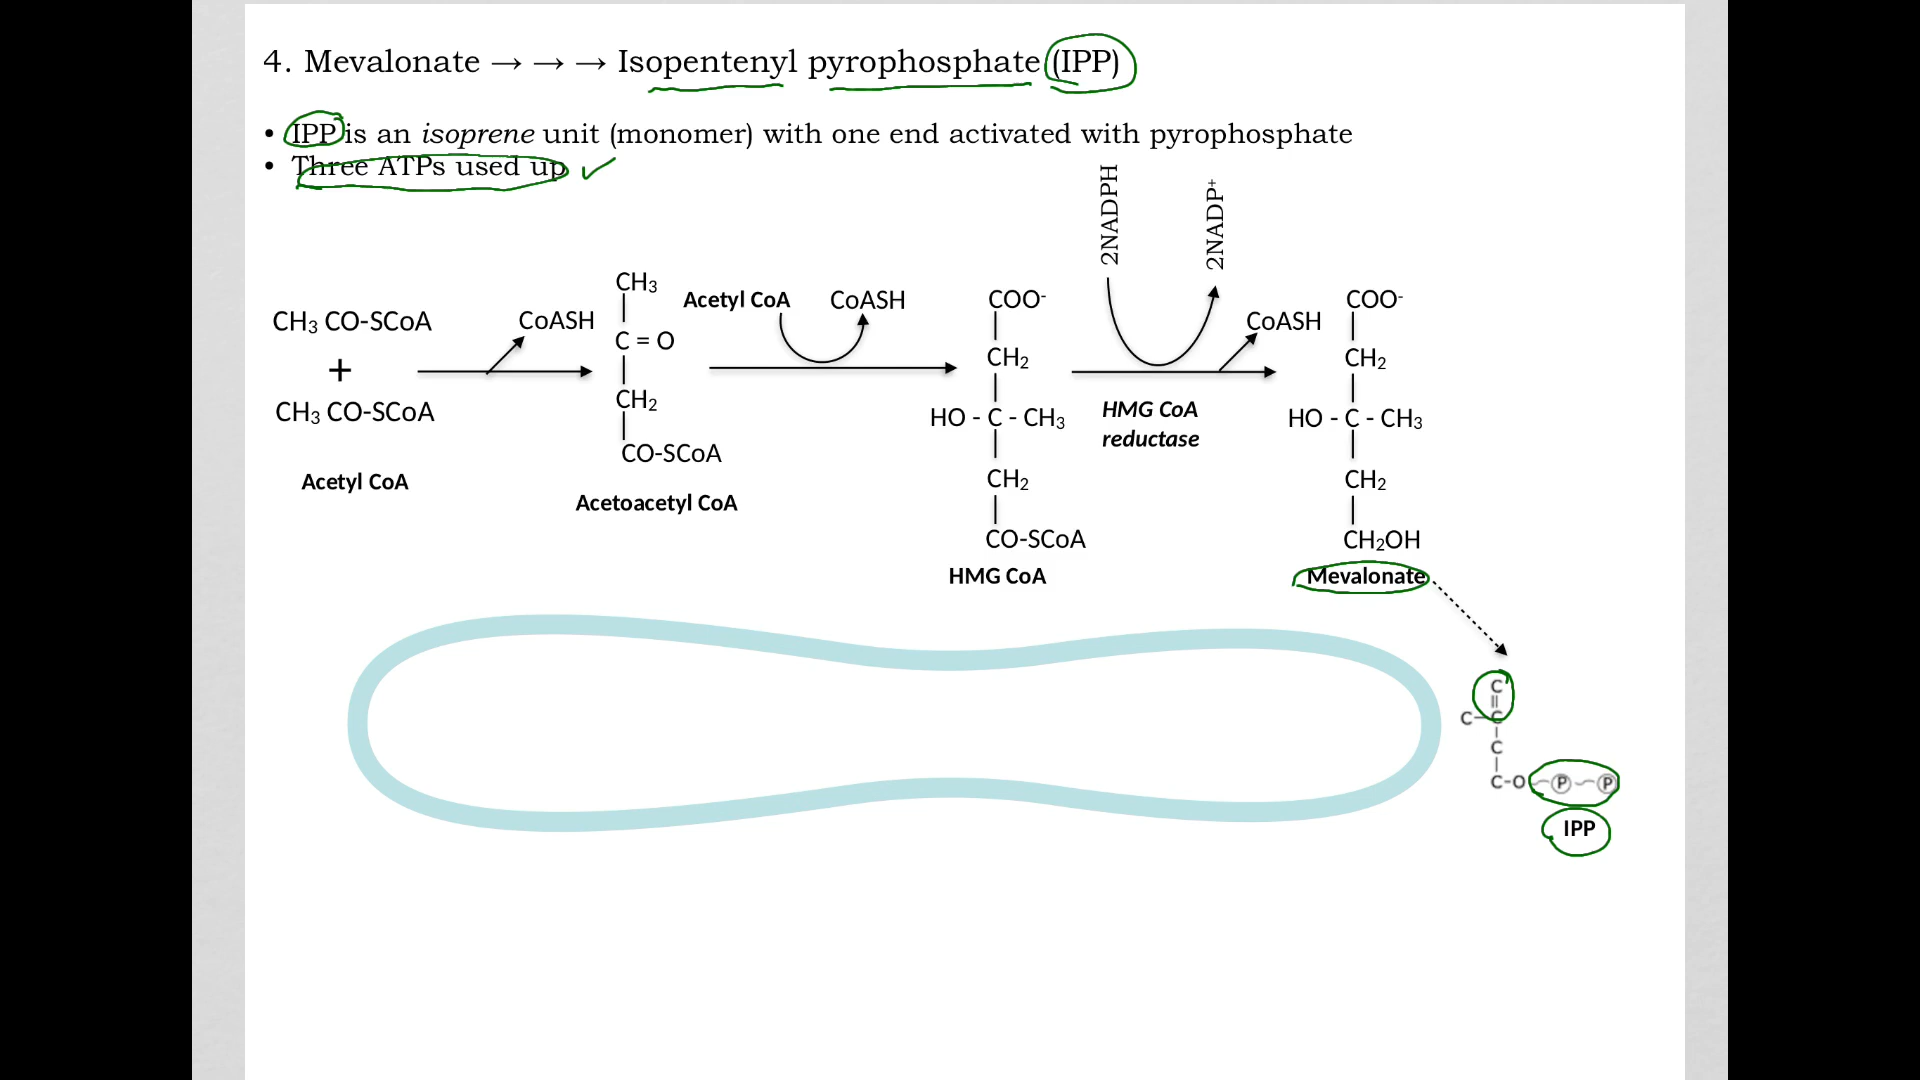 4. Mevalonate → → → Isopentenyl pyrophosphate (IPP)
• IPP is an isoprene unit (monomer) with one end activated with pyrophosphate
• Three ATPs used up
2NADPH
2NADP+
CH3 CO-SCoA
+
CH3 CO-SCoA
Acetyl CoA
CoASH
CH3
C = O
CH2
CO-SCoA
Acetoacetyl CoA
Acetyl CoA
CoASH
COO-
CH2
HO - C - CH3
CH2
CO-SCoA
HMG CoA
HMG CoA
reductase
CoASH
COO-
CH2
HO - C - CH3
CH2
CH2OH
Mevalonate
C
C-C
C
C-O~P~P
IPP